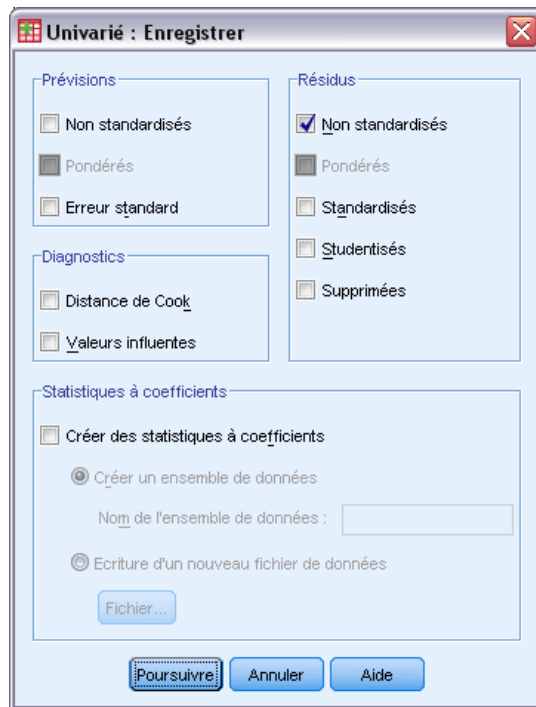 Univarié : Enregistrer
Prévisions
Non standardisés
Pondérés
Erreur standard
Diagnostics
Distance de Cook
Valeurs influentes
Résidus
Non standardisés
Pondérés
Standardisés
Studentisés
Supprimées
Statistiques à coefficients
Créer des statistiques à coefficients
Créer un ensemble de données
Nom de l'ensemble de données :
Ecriture d'un nouveau fichier de données
Fichier...
Poursuivre Annuler Aide